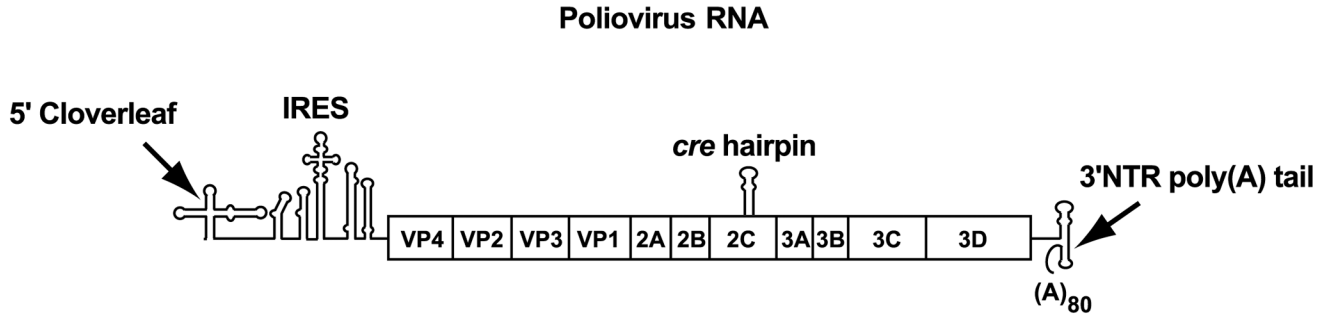 Poliovirus RNA
5' Cloverleaf
IRES
cre hairpin
3'NTR poly(A) tail
VP4 VP2 VP3 VP1 2A 2B 2C 3A 3B 3C 3D
(A)80